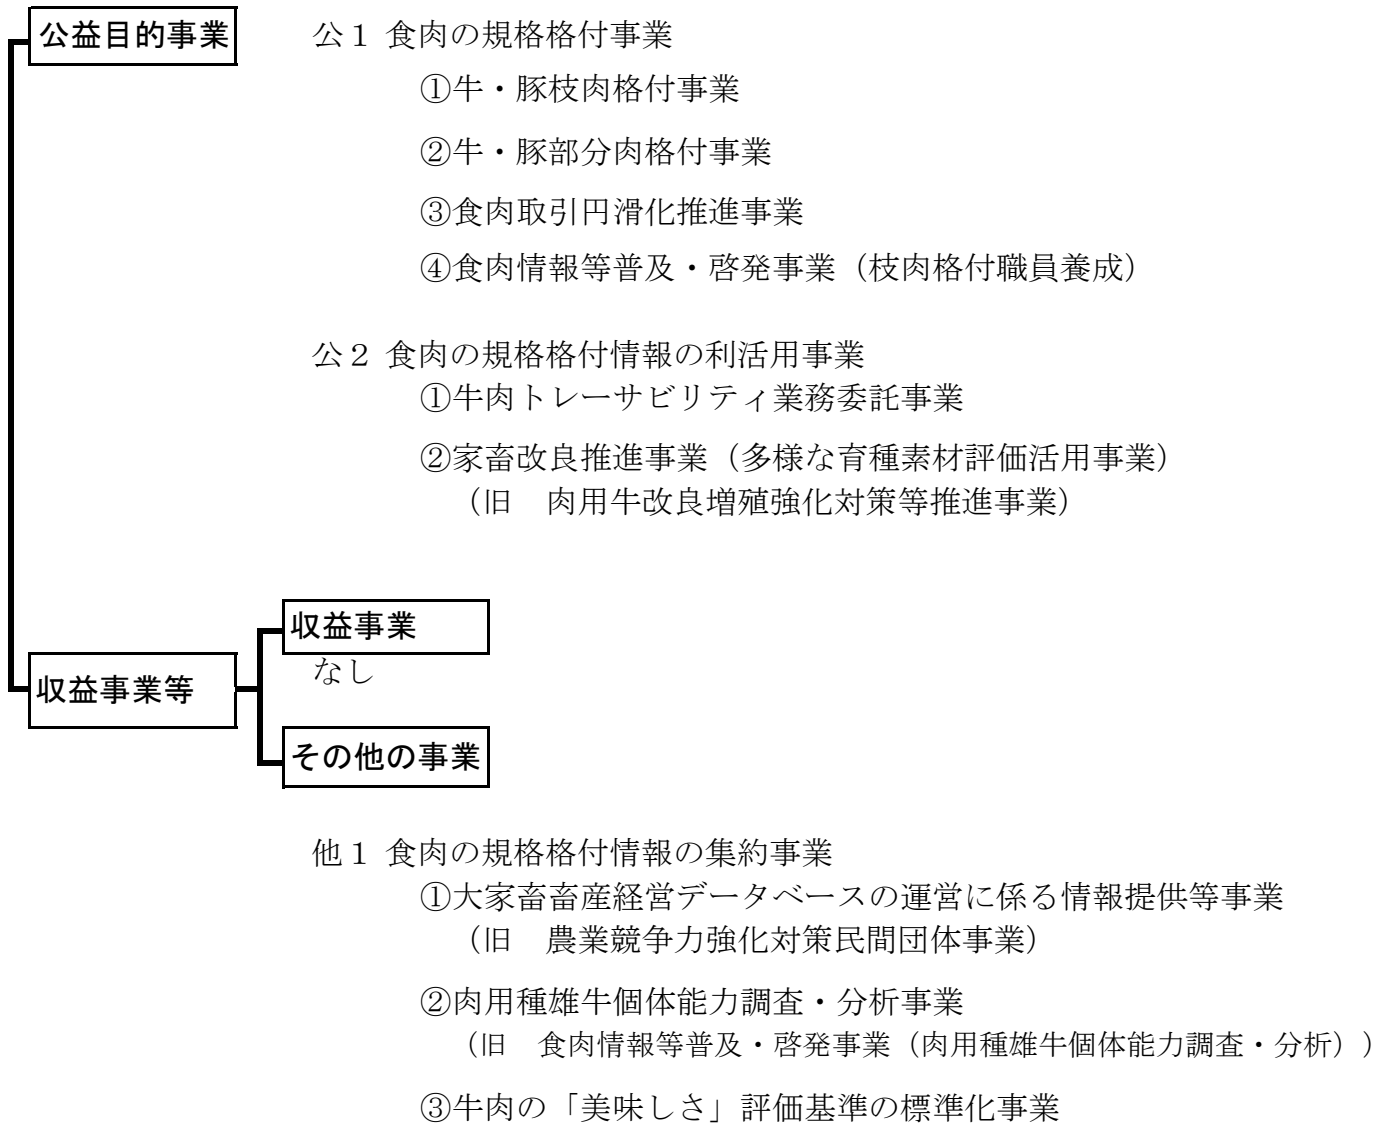 公益目的事業
公１ 食肉の規格格付事業
①牛・豚枝肉格付事業
②牛・豚部分肉格付事業
③食肉取引円滑化推進事業
④食肉情報等普及・啓発事業（枝肉格付職員養成）
公２ 食肉の規格格付情報の利活用事業
①牛肉トレーサビリティ業務委託事業
②家畜改良推進事業（多様な育種素材評価活用事業）
（旧　肉用牛改良増殖強化対策等推進事業）
収益事業等
収益事業
なし
その他の事業
他１ 食肉の規格格付情報の集約事業
①大家畜畜産経営データベースの運営に係る情報提供等事業
（旧　農業競争力強化対策民間団体事業）
②肉用種雄牛個体能力調査・分析事業
（旧　食肉情報等普及・啓発事業（肉用種雄牛個体能力調査・分析））
③牛肉の「美味しさ」評価基準の標準化事業